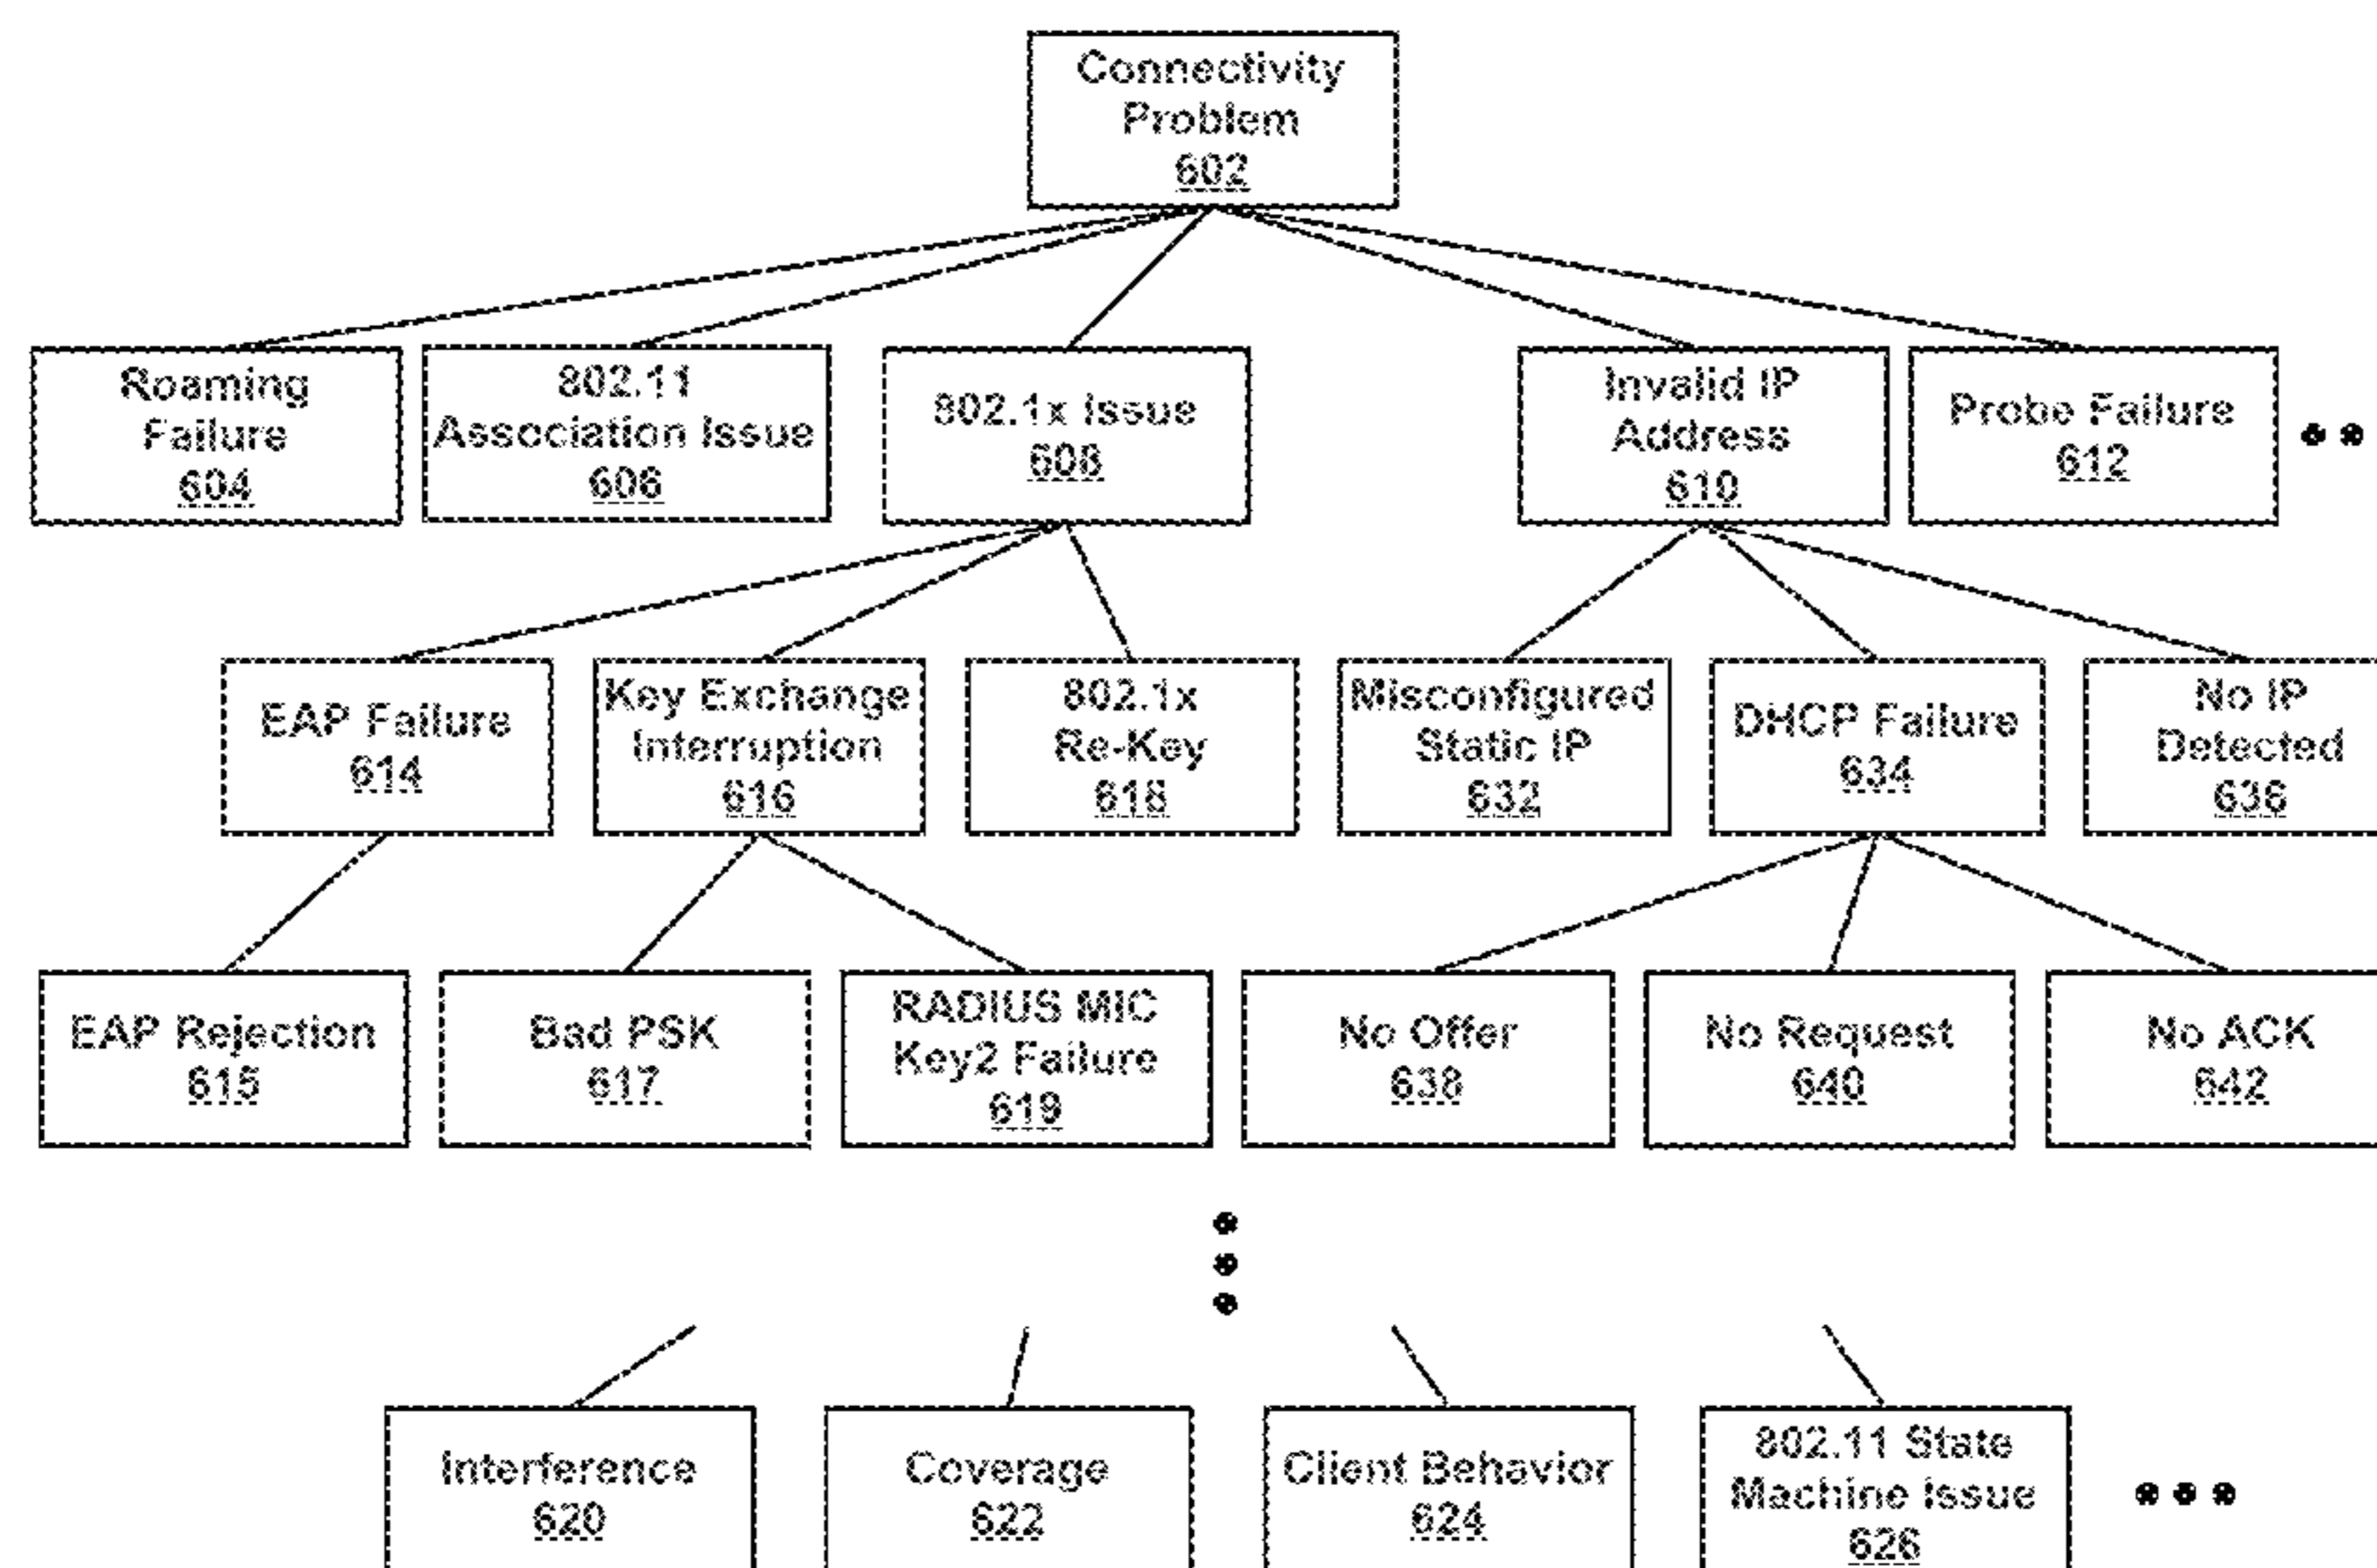 Connectivity
Problem
602
Roaming
Failure
604
802.11
Association Issue
606
802.1x Issue
608
Invalid IP
Address
610
Probe Failure
612
EAP Failure
614
Key Exchange
Interruption
616
802.1x
Re-Key
618
Misconfigured
Static IP
632
DHCP Failure
634
No IP
Detected
636
EAP Rejection
615
Bad PSK
617
RADIUS MIC
Key2 Failure
619
No Offer
638
No Request
640
No ACK
642
Interference
620
Coverage
622
Client Behavior
624
802.11 State
Machine Issue
626